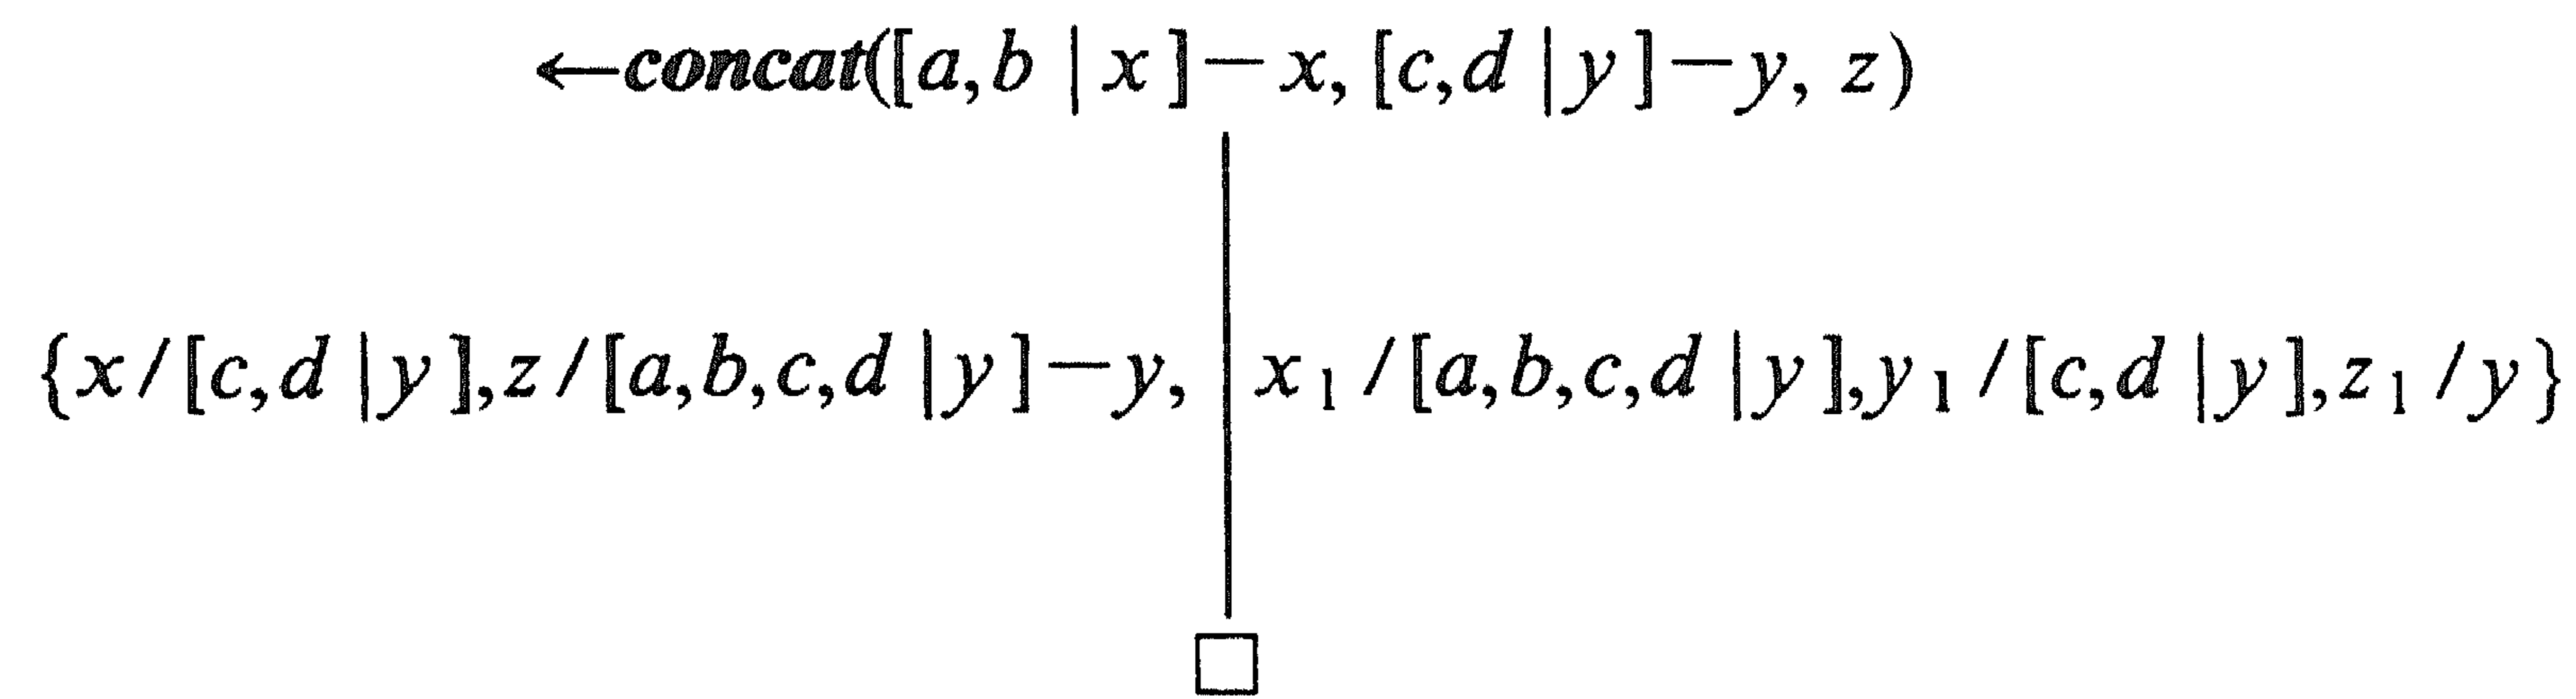 ←concat([a,b | x]−x, [c,d | y]−y, z)
{x/[c,d | y],z/[a,b,c,d | y]−y, x₁/[a,b,c,d | y],y₁/[c,d | y],z₁/y}